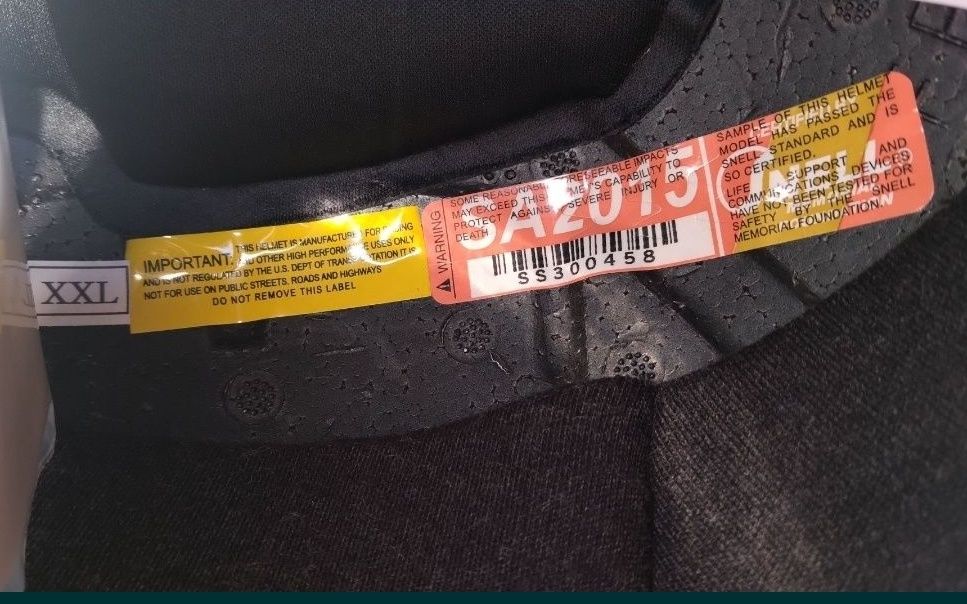 XXL
IMPORTANT: THIS HELMET IS MANUFACTURED FOR
OTHER HIGH PERFORMANCE USES ONLY
AND IS NOT REGULATED BY THE U.S. DEPT OF TRANSPORTATION IT IS
NOT FOR USE ON PUBLIC STREETS, ROADS AND HIGHWAYS
DO NOT REMOVE THIS LABEL
WARNING
SOME REASONABLY FORESEEABLE IMPACTS
MAY EXCEED THIS HELMET'S CAPABILITY TO
PROTECT AGAINST SEVERE INJURY OR
DEATH
SA2015
SS300458
SAMPLE OF THIS HELMET
MODEL HAS PASSED THE
SNELL STANDARD AND IS
SO CERTIFIED.
LIFE SUPPORT AND
COMMUNICATIONS DEVICES
HAVE NOT BEEN TESTED FOR
SAFETY BY THE SNELL
MEMORIAL FOUNDATION.